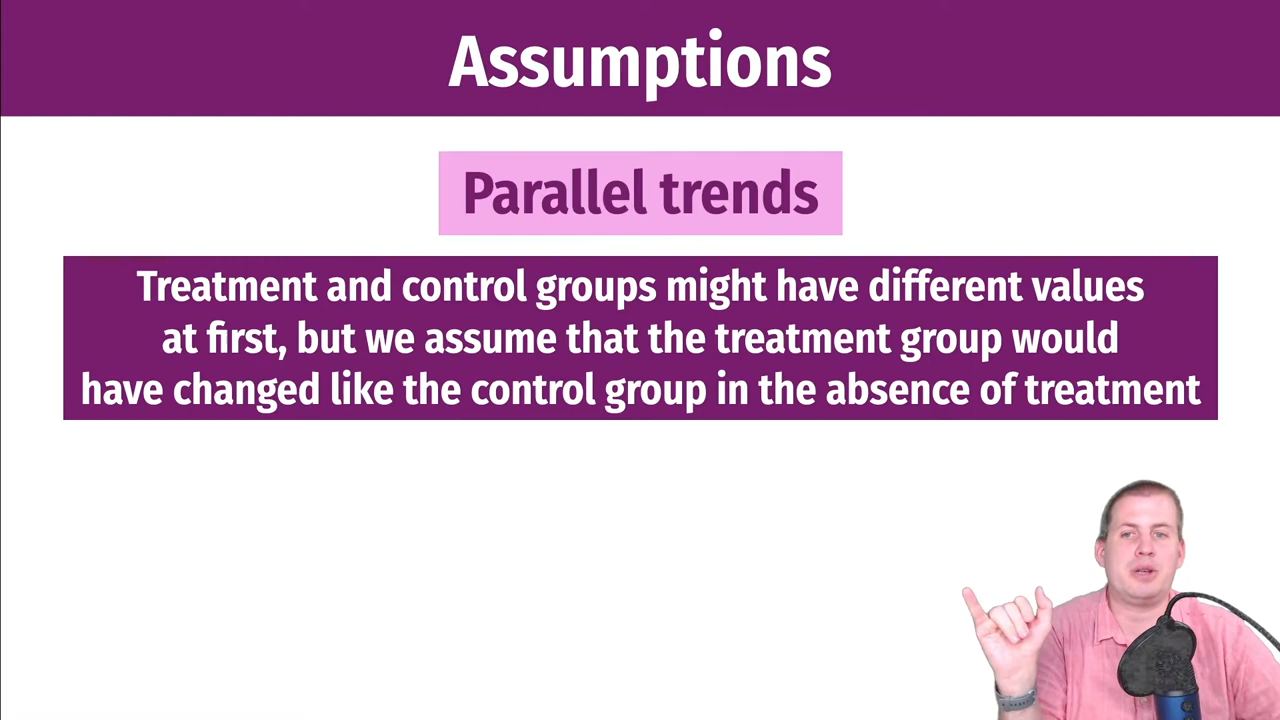 Assumptions
Parallel trends
Treatment and control groups might have different values
at first, but we assume that the treatment group would
have changed like the control group in the absence of treatment